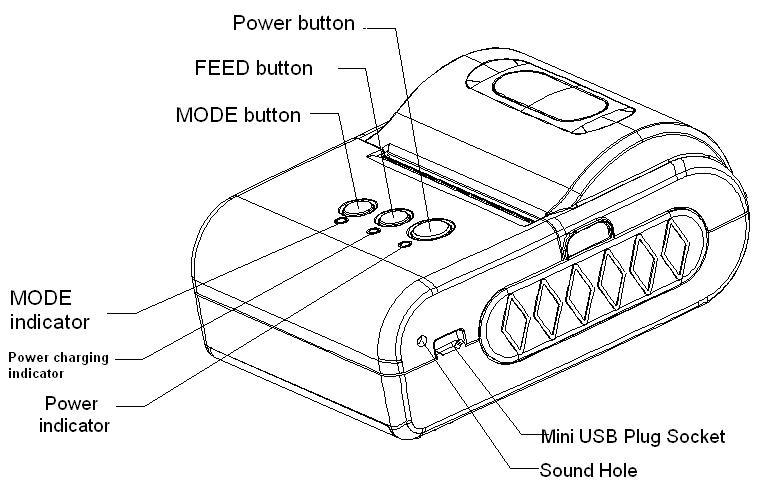 Power button
FEED button
MODE button
MODE
indicator
Power charging
indicator
Power
indicator
Mini USB Plug Socket
Sound Hole